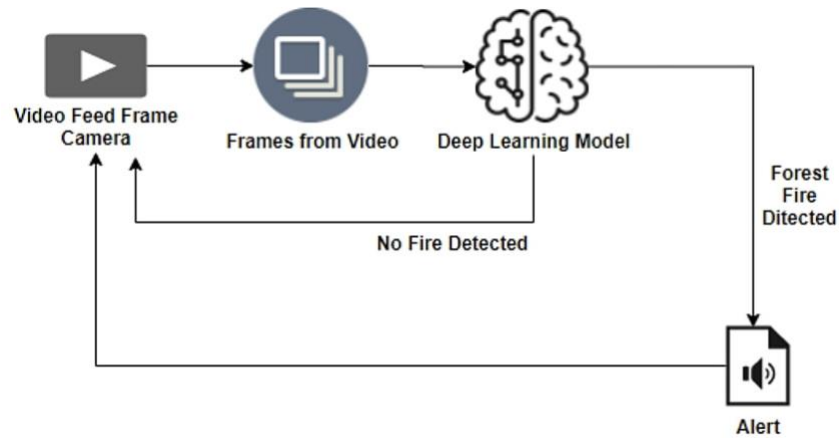 Video Feed Frame
Camera
Frames from Video
Deep Learning Model
Forest
Fire
Ditected
No Fire Detected
Alert